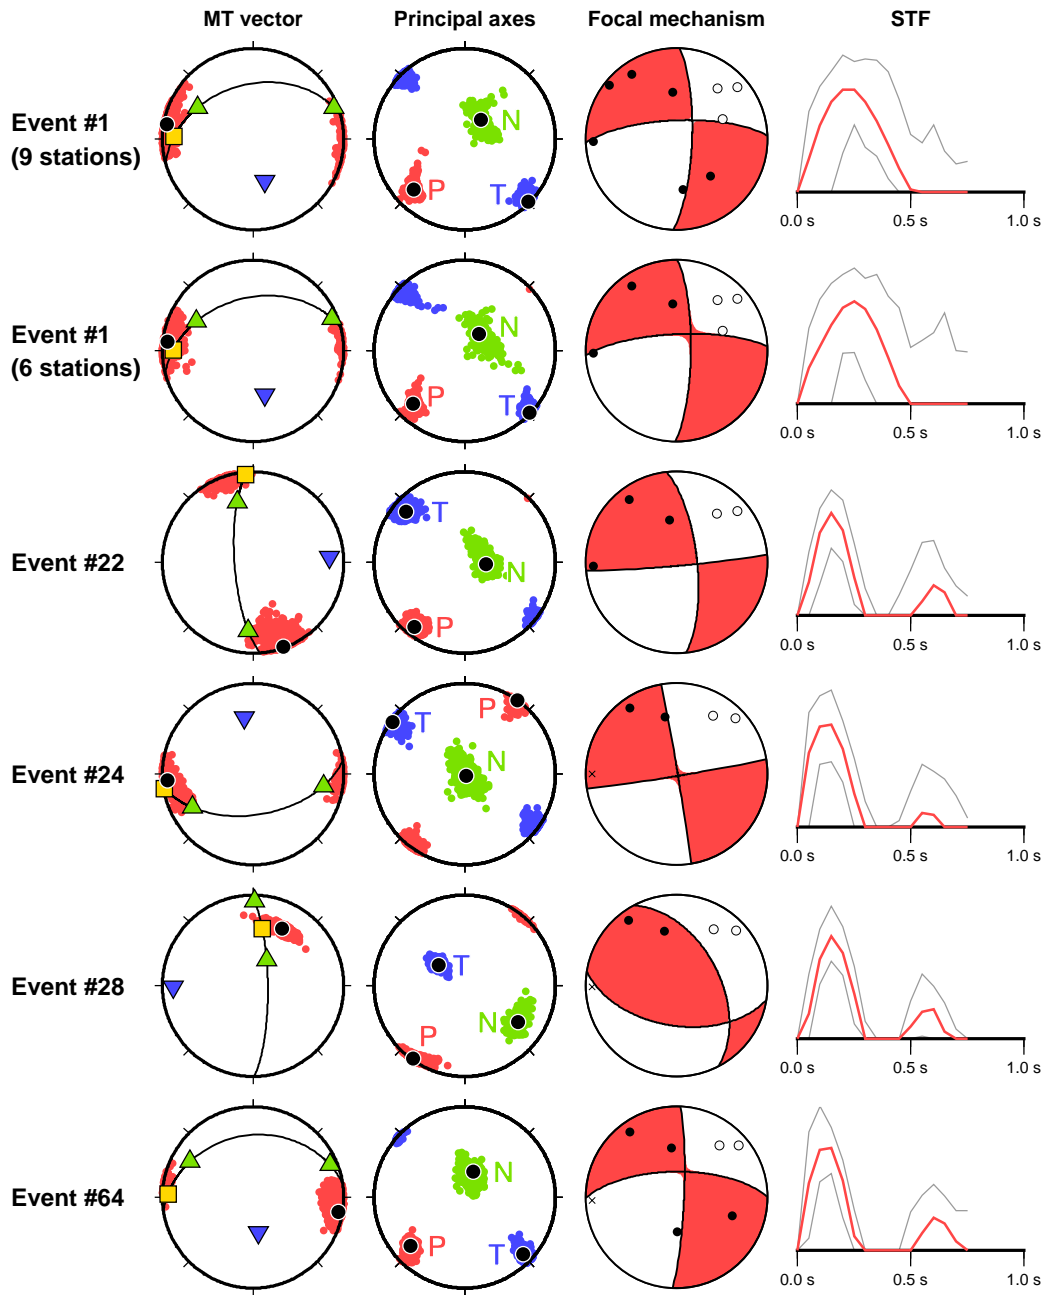 MT vector Principal axes Focal mechanism STF
Event #1
(9 stations)
N
P
T
0.0 s 0.5 s 1.0 s
Event #1
(6 stations)
N
P
T
0.0 s 0.5 s 1.0 s
Event #22
T
N
P
0.0 s 0.5 s 1.0 s
Event #24
P
T
N
0.0 s 0.5 s 1.0 s
Event #28
T
N
P
0.0 s 0.5 s 1.0 s
Event #64
N
P
T
0.0 s 0.5 s 1.0 s